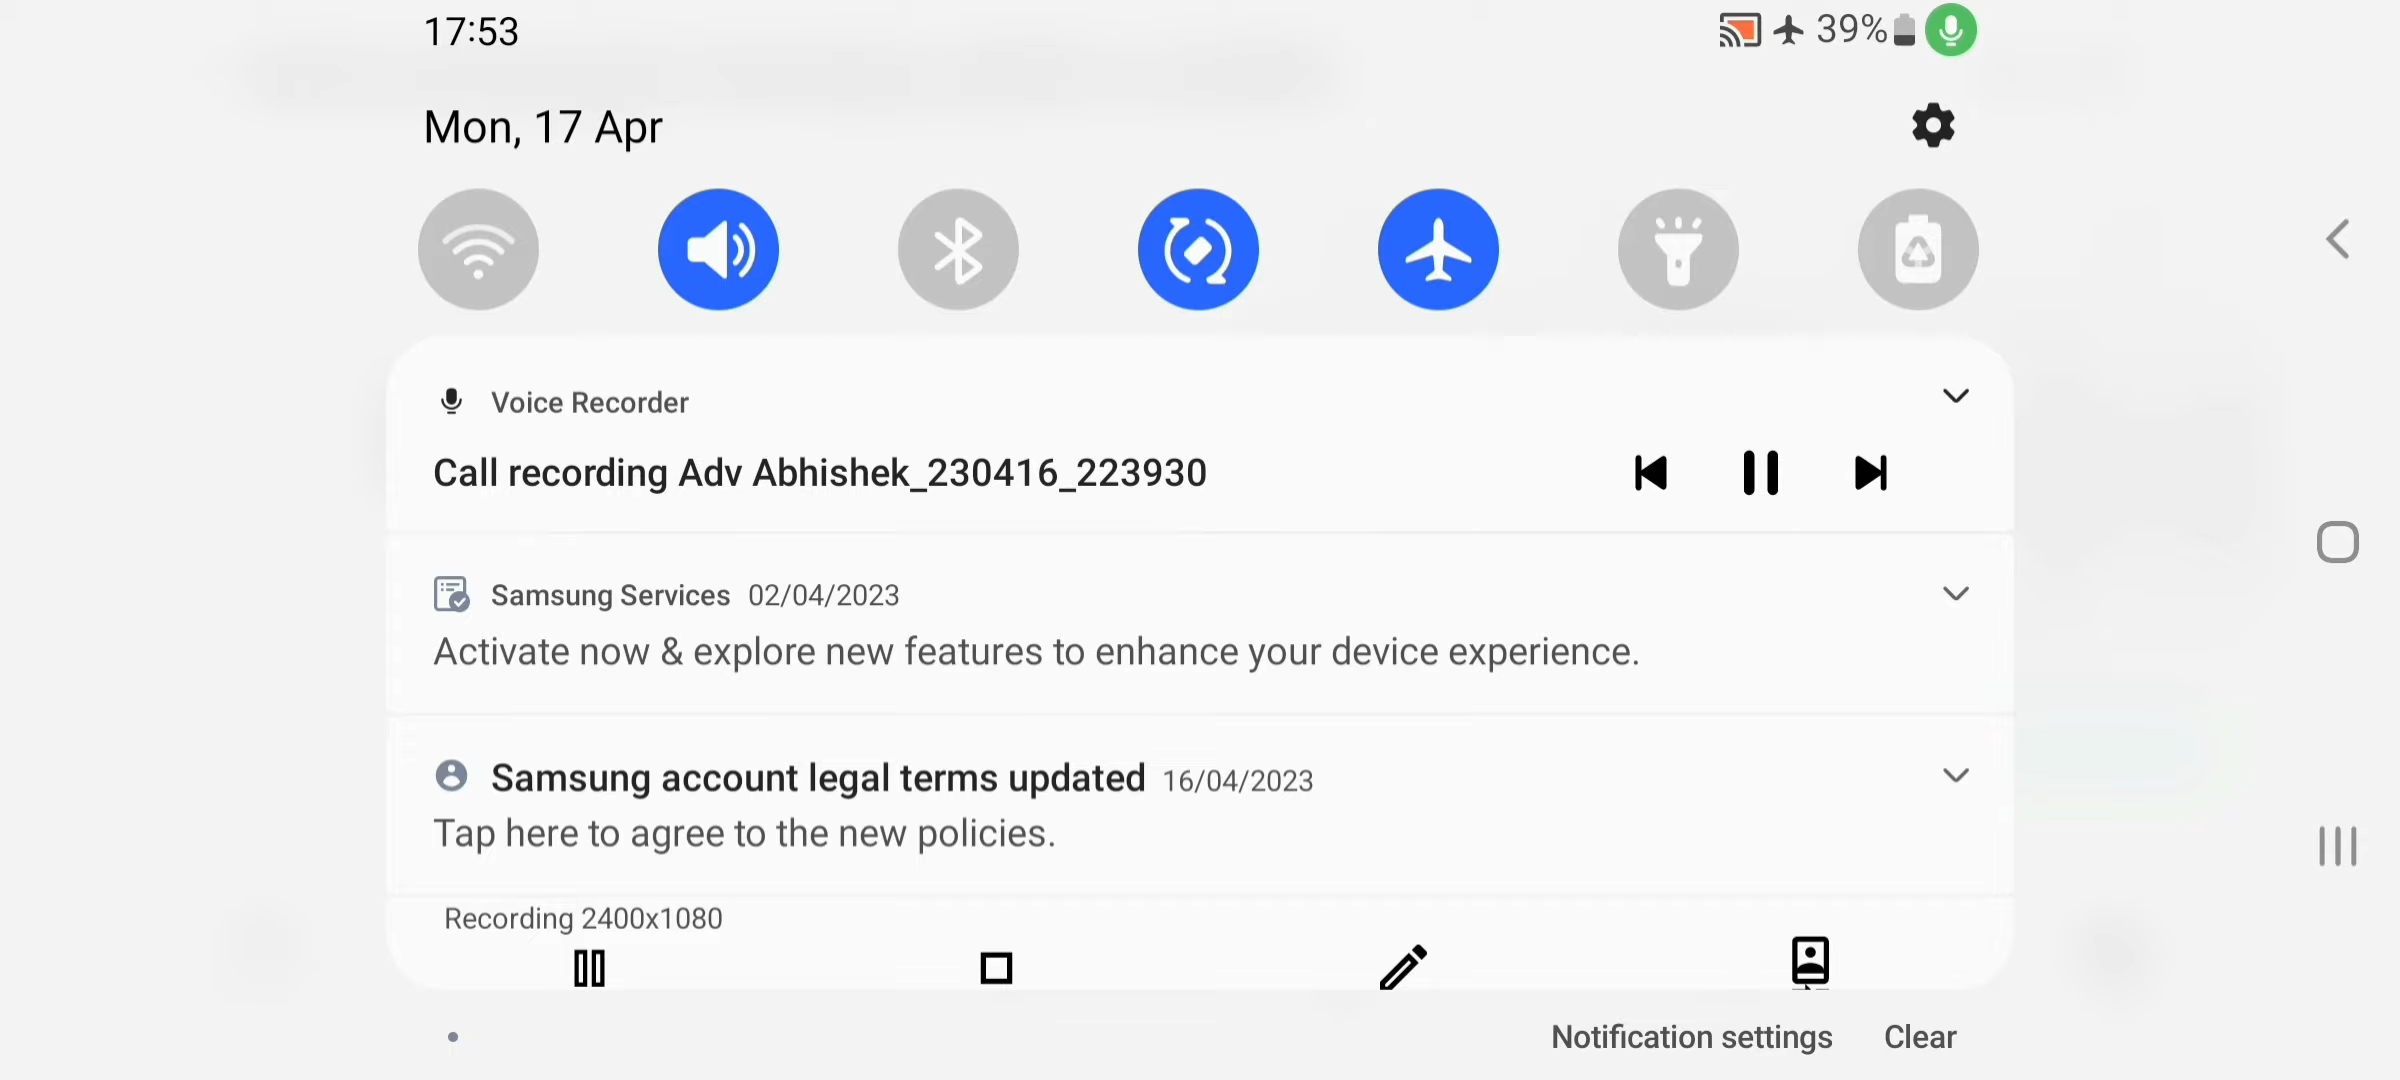 17:53
39%
Mon, 17 Apr
Voice Recorder
Call recording Adv Abhishek_230416_223930
Samsung Services 02/04/2023
Activate now & explore new features to enhance your device experience.
Samsung account legal terms updated 16/04/2023
Tap here to agree to the new policies.
Recording 2400x1080
Notification settings Clear